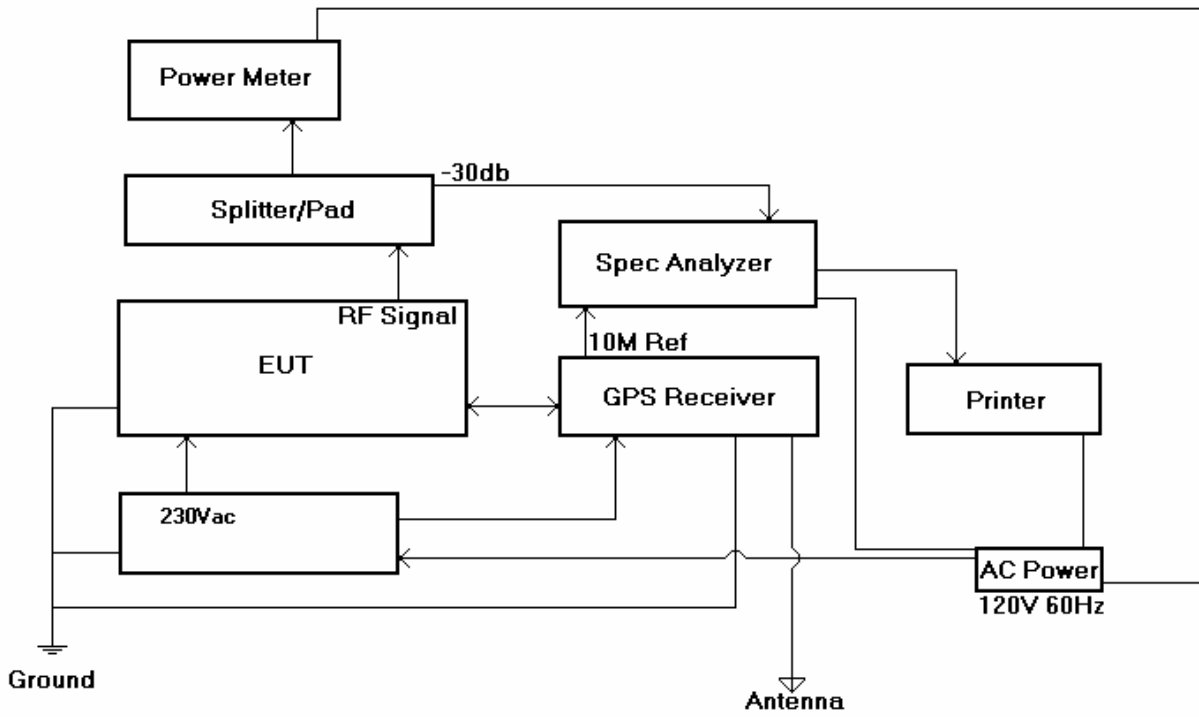 Power Meter
-30db
Splitter/Pad
Spec Analyzer
RF Signal
10M Ref
EUT
GPS Receiver
Printer
230Vac
AC Power
120V 60Hz
Ground
Antenna